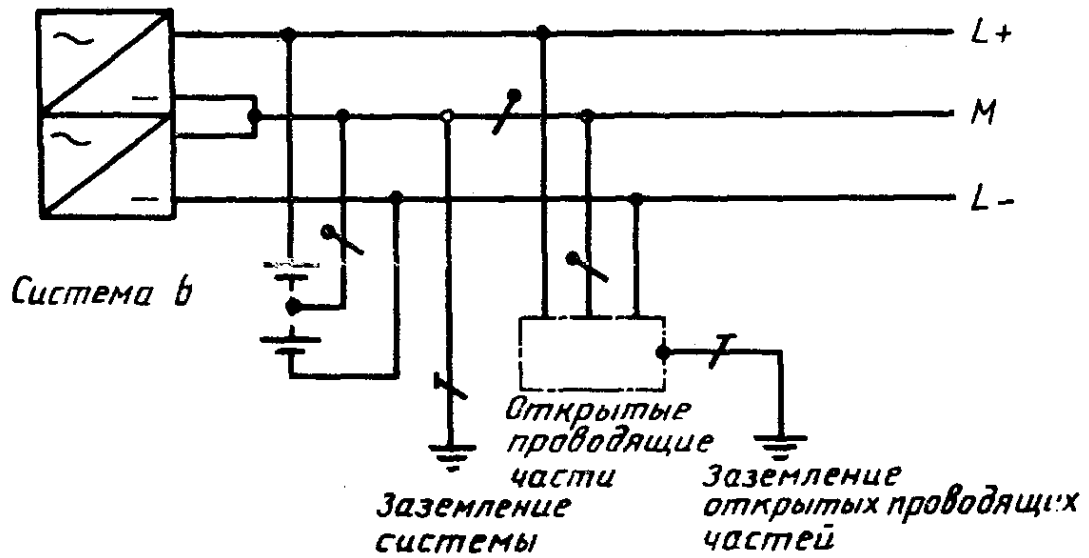 L+
M
L-
Система b
Открытые
проводящие
части
Заземление
системы
Заземление
открытых проводящих
частей